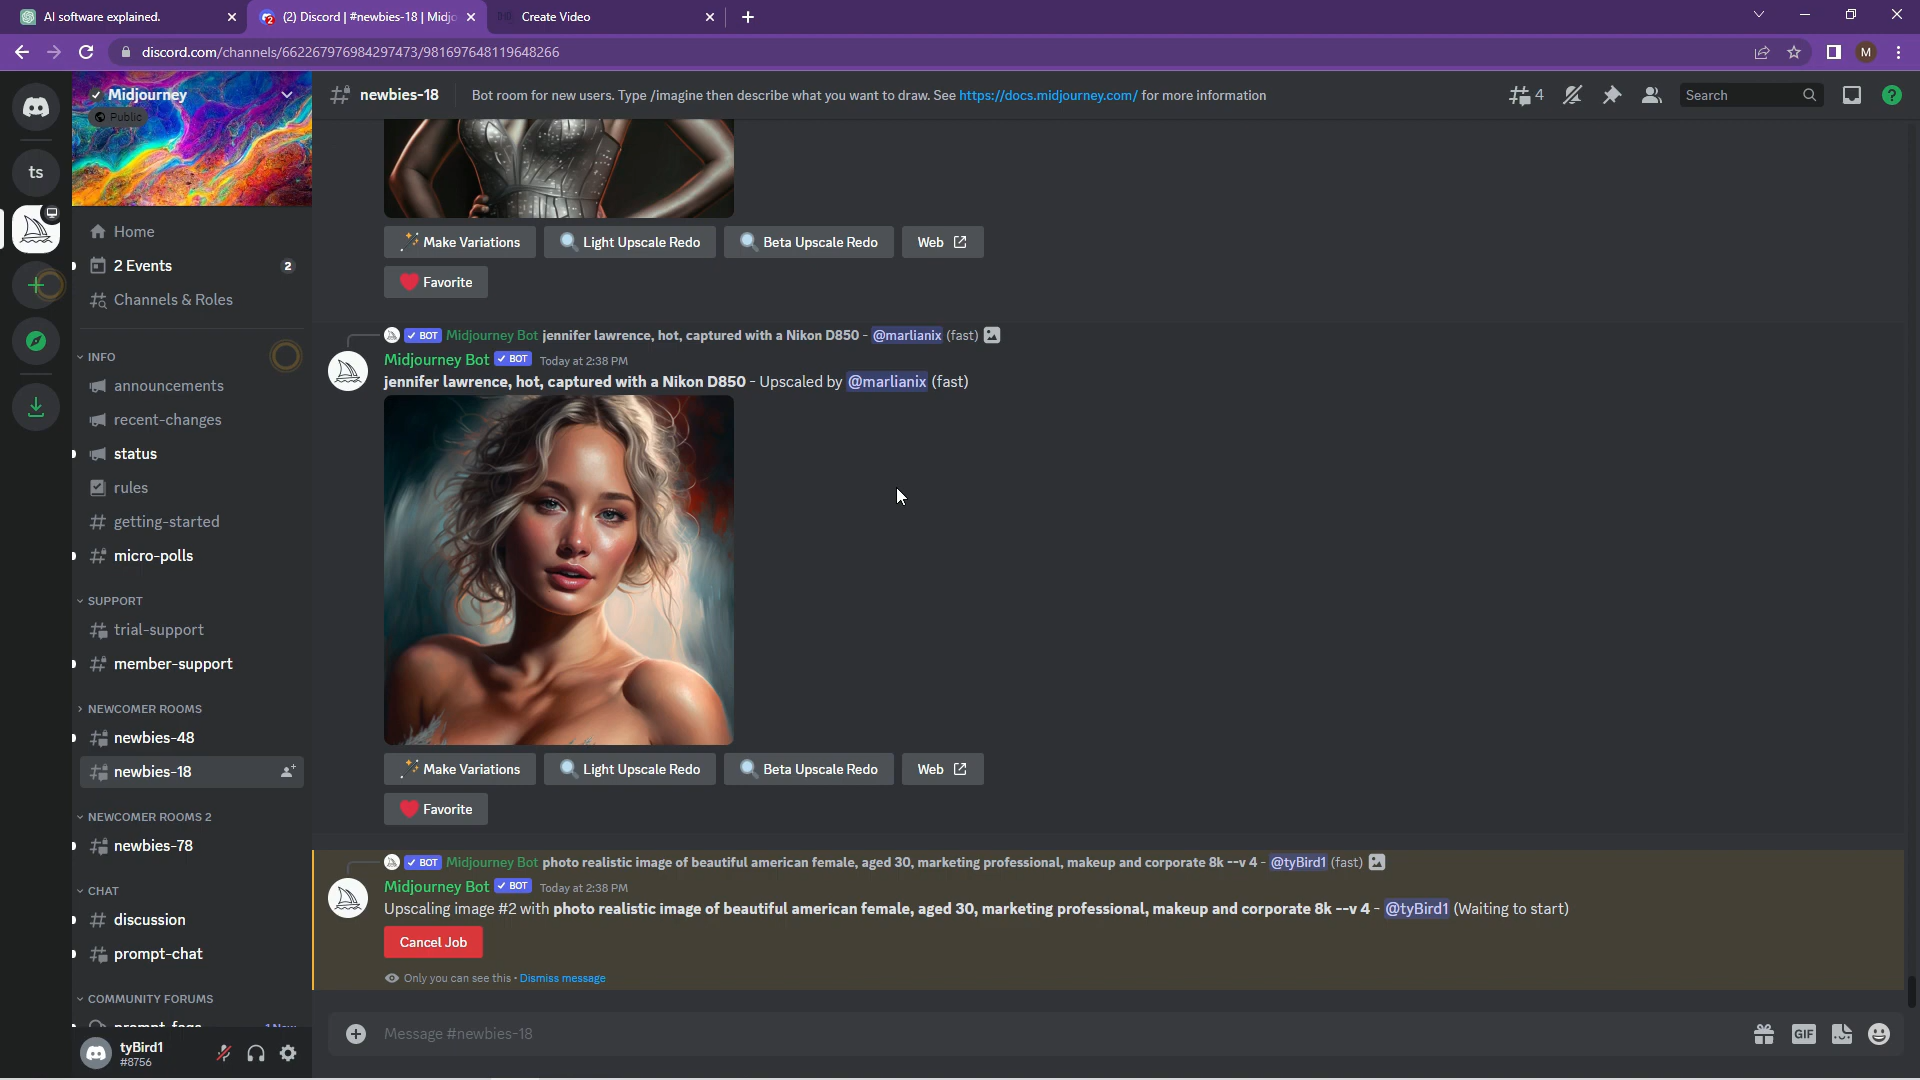 AI software explained.
(2) Discord | #newbies-18 | Midjo
Create Video
discord.com/channels/662267976984297473/981697648119648266
M
Midjourney
Public
newbies-18
Bot room for new users. Type /imagine then describe what you want to draw. See https://docs.midjourney.com/ for more information
4
Search
ts
Home
2 Events
2
Channels & Roles
INFO
announcements
recent-changes
status
rules
getting-started
micro-polls
SUPPORT
trial-support
member-support
NEWCOMER ROOMS
newbies-48
newbies-18
NEWCOMER ROOMS 2
newbies-78
CHAT
discussion
prompt-chat
COMMUNITY FORUMS
tyBird1
#8756
Make Variations
Light Upscale Redo
Beta Upscale Redo
Web
Favorite
BOT Midjourney Bot jennifer lawrence, hot, captured with a Nikon D850 - @marlianix (fast)
Midjourney Bot BOT Today at 2:38 PM
jennifer lawrence, hot, captured with a Nikon D850 - Upscaled by @marlianix (fast)
Make Variations
Light Upscale Redo
Beta Upscale Redo
Web
Favorite
BOT Midjourney Bot photo realistic image of beautiful american female, aged 30, marketing professional, makeup and corporate 8k --v 4 - @tyBird1 (fast)
Midjourney Bot BOT Today at 2:38 PM
Upscaling image #2 with photo realistic image of beautiful american female, aged 30, marketing professional, makeup and corporate 8k --v 4 - @tyBird1 (Waiting to start)
Cancel Job
Only you can see this • Dismiss message
Message #newbies-18
GIF